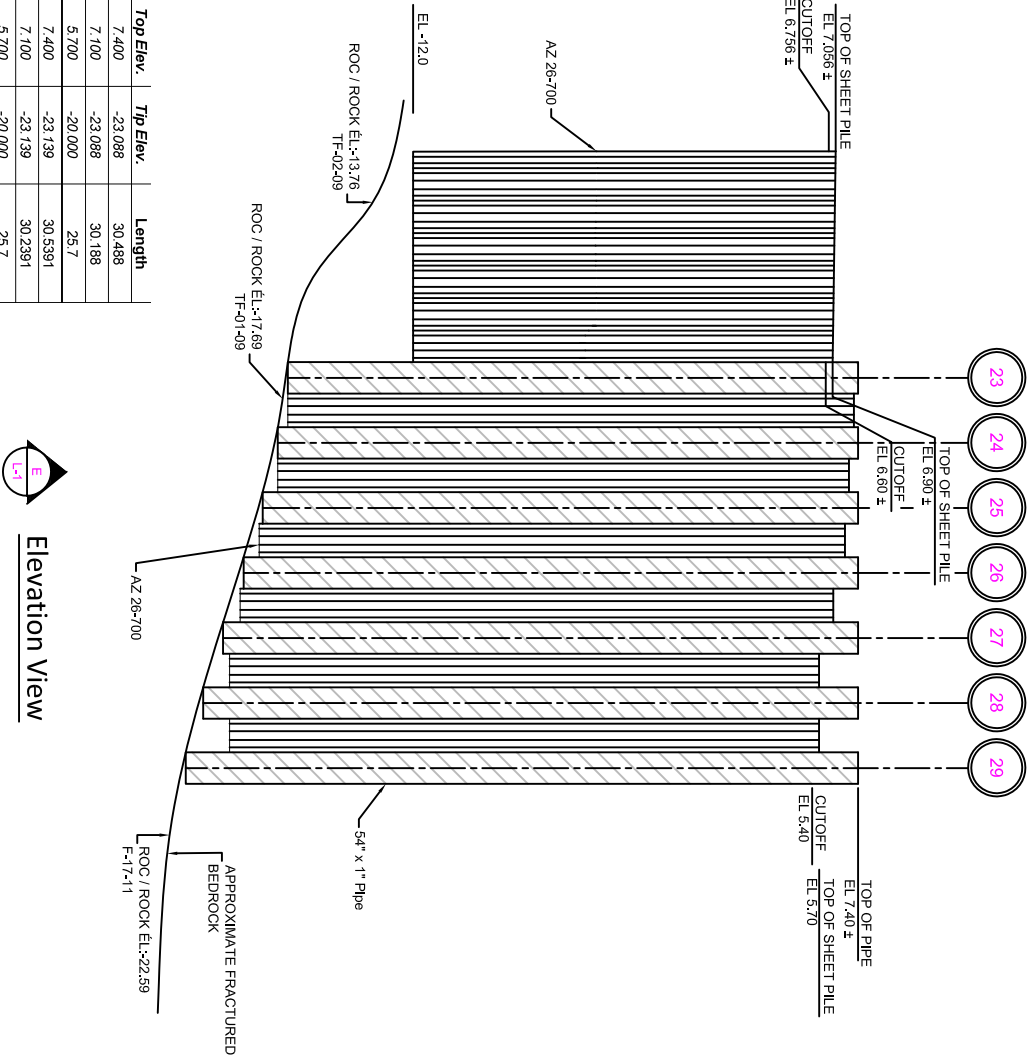 23
24
25
26
27
28
29
TOP OF SHEET PILE
EL 7.056 ±
CUTOFF
EL 6.756 ±
TOP OF SHEET PILE
EL 6.90 ±
CUTOFF
EL 6.60 ±
TOP OF PIPE
EL 7.40 ±
TOP OF SHEET PILE
EL 5.70
CUTOFF
EL 5.40
AZ 26-700
EL -12.0
ROC / ROCK ÉL:-13.76
TF-02-09
ROC / ROCK ÉL:-17.69
TF-01-09
54" x 1" Pipe
AZ 26-700
APPROXIMATE FRACTURED
BEDROCK
ROC / ROCK ÉL:-22.59
F-17-11
E
L-1
Elevation View
Top Elev. Tip Elev. Length
7.400 -23.088 30.488
7.100 -23.088 30.188
5.700 -20.000 25.7
7.400 -23.139 30.5391
7.100 -23.139 30.2391
5.700 -20.000 25.7